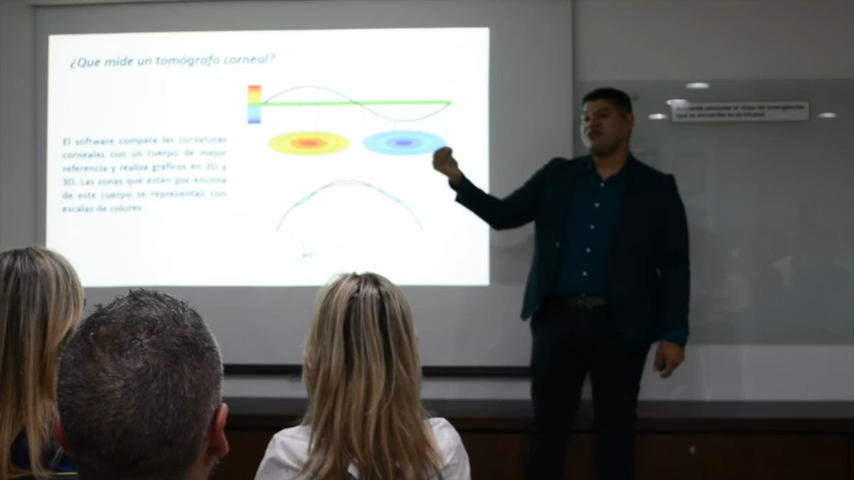 ¿Que mide un tomógrafo corneal?
El software compara las curvaturas
corneales con un cuerpo de mejor
referencia y realiza gráficos en 2D y
3D. Las zonas que están por encima
de este cuerpo se representan con
escalas de colores .